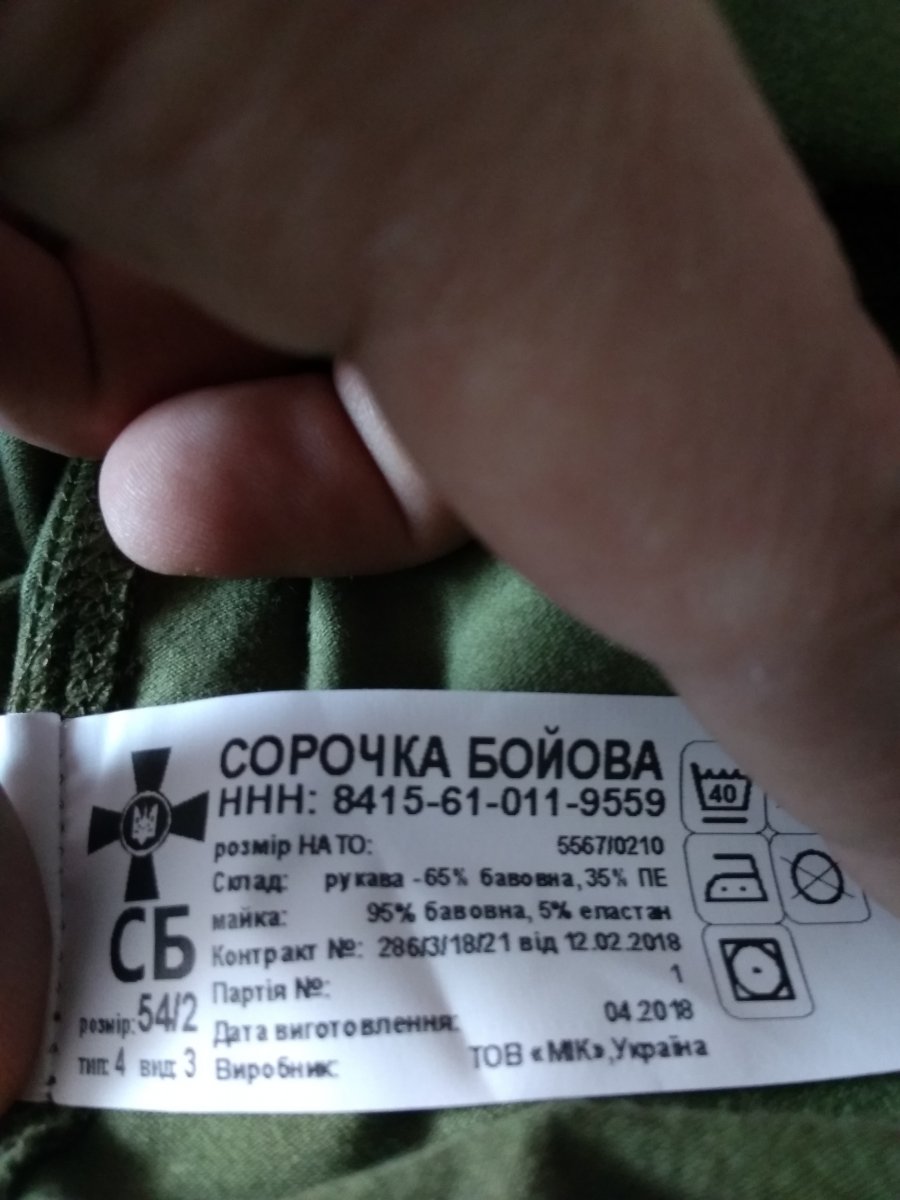 СОРОЧКА БОЙОВА
ННН: 8415-61-011-9559
розмір НАТО: 5567/0210
Склад: рукава -65% бавовна, 35% ПЕ
майка: 95% бавовна, 5% еластан
Контракт №: 286/3/18/21 від 12.02.2018
Партія №: 1
Дата виготовлення: 04.2018
Виробник: ТОВ «МІК», Україна
СБ
розмір: 54/2
тип: 4 вид: 3
40